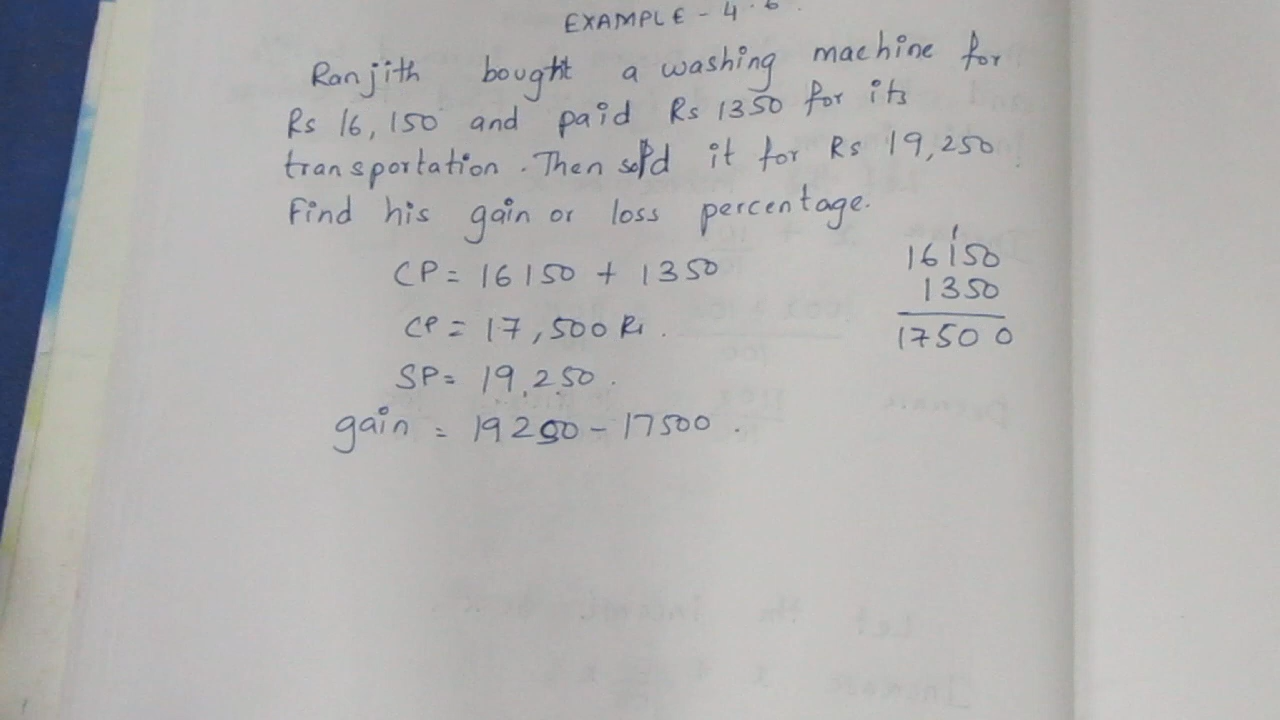 EXAMPLE - 4.6
Ranjith bought a washing machine for
Rs 16,150 and paid Rs 1350 for its
transportation. Then sold it for Rs 19,250.
Find his gain or loss percentage.
CP = 16150 + 1350
CP = 17,500 Rs.
SP = 19,250.
gain = 19250 - 17500.
1
16150
1350
17500